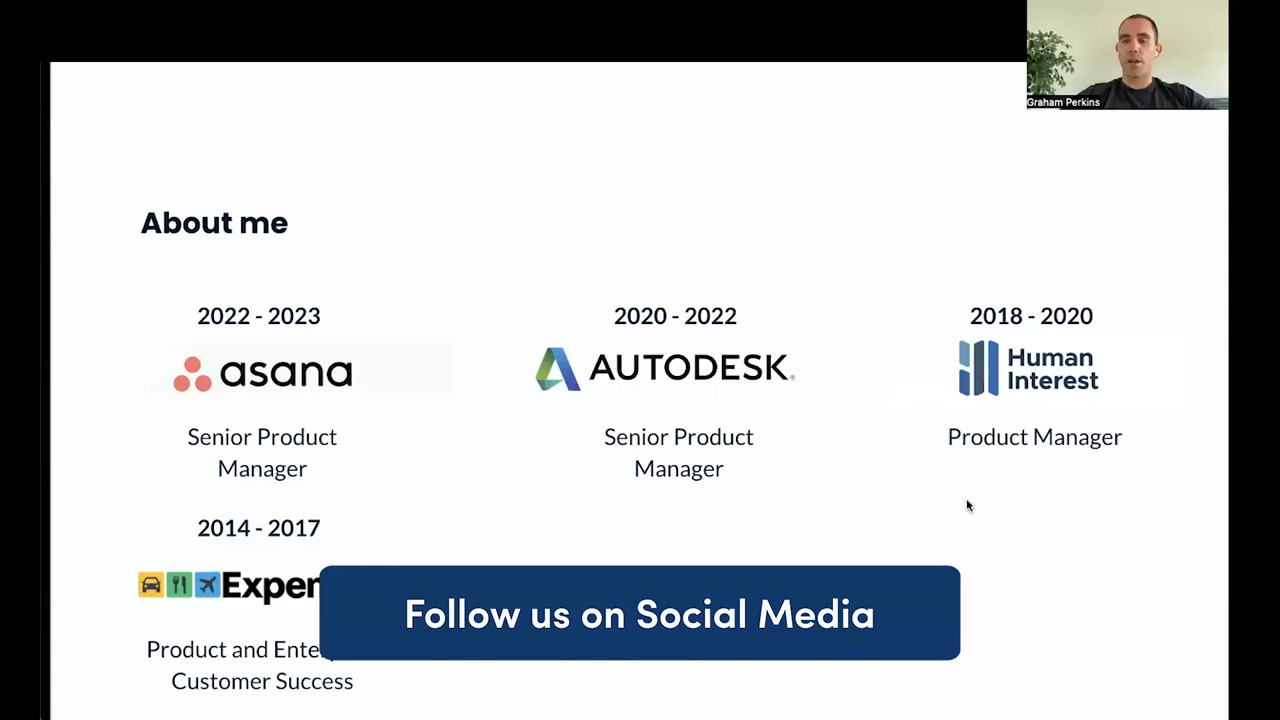 Graham Perkins
About me
2022 - 2023
asana
Senior Product
Manager
2020 - 2022
AUTODESK
Senior Product
Manager
2018 - 2020
Human
Interest
Product Manager
2014 - 2017
Product and
Customer Success
Follow us on Social Media